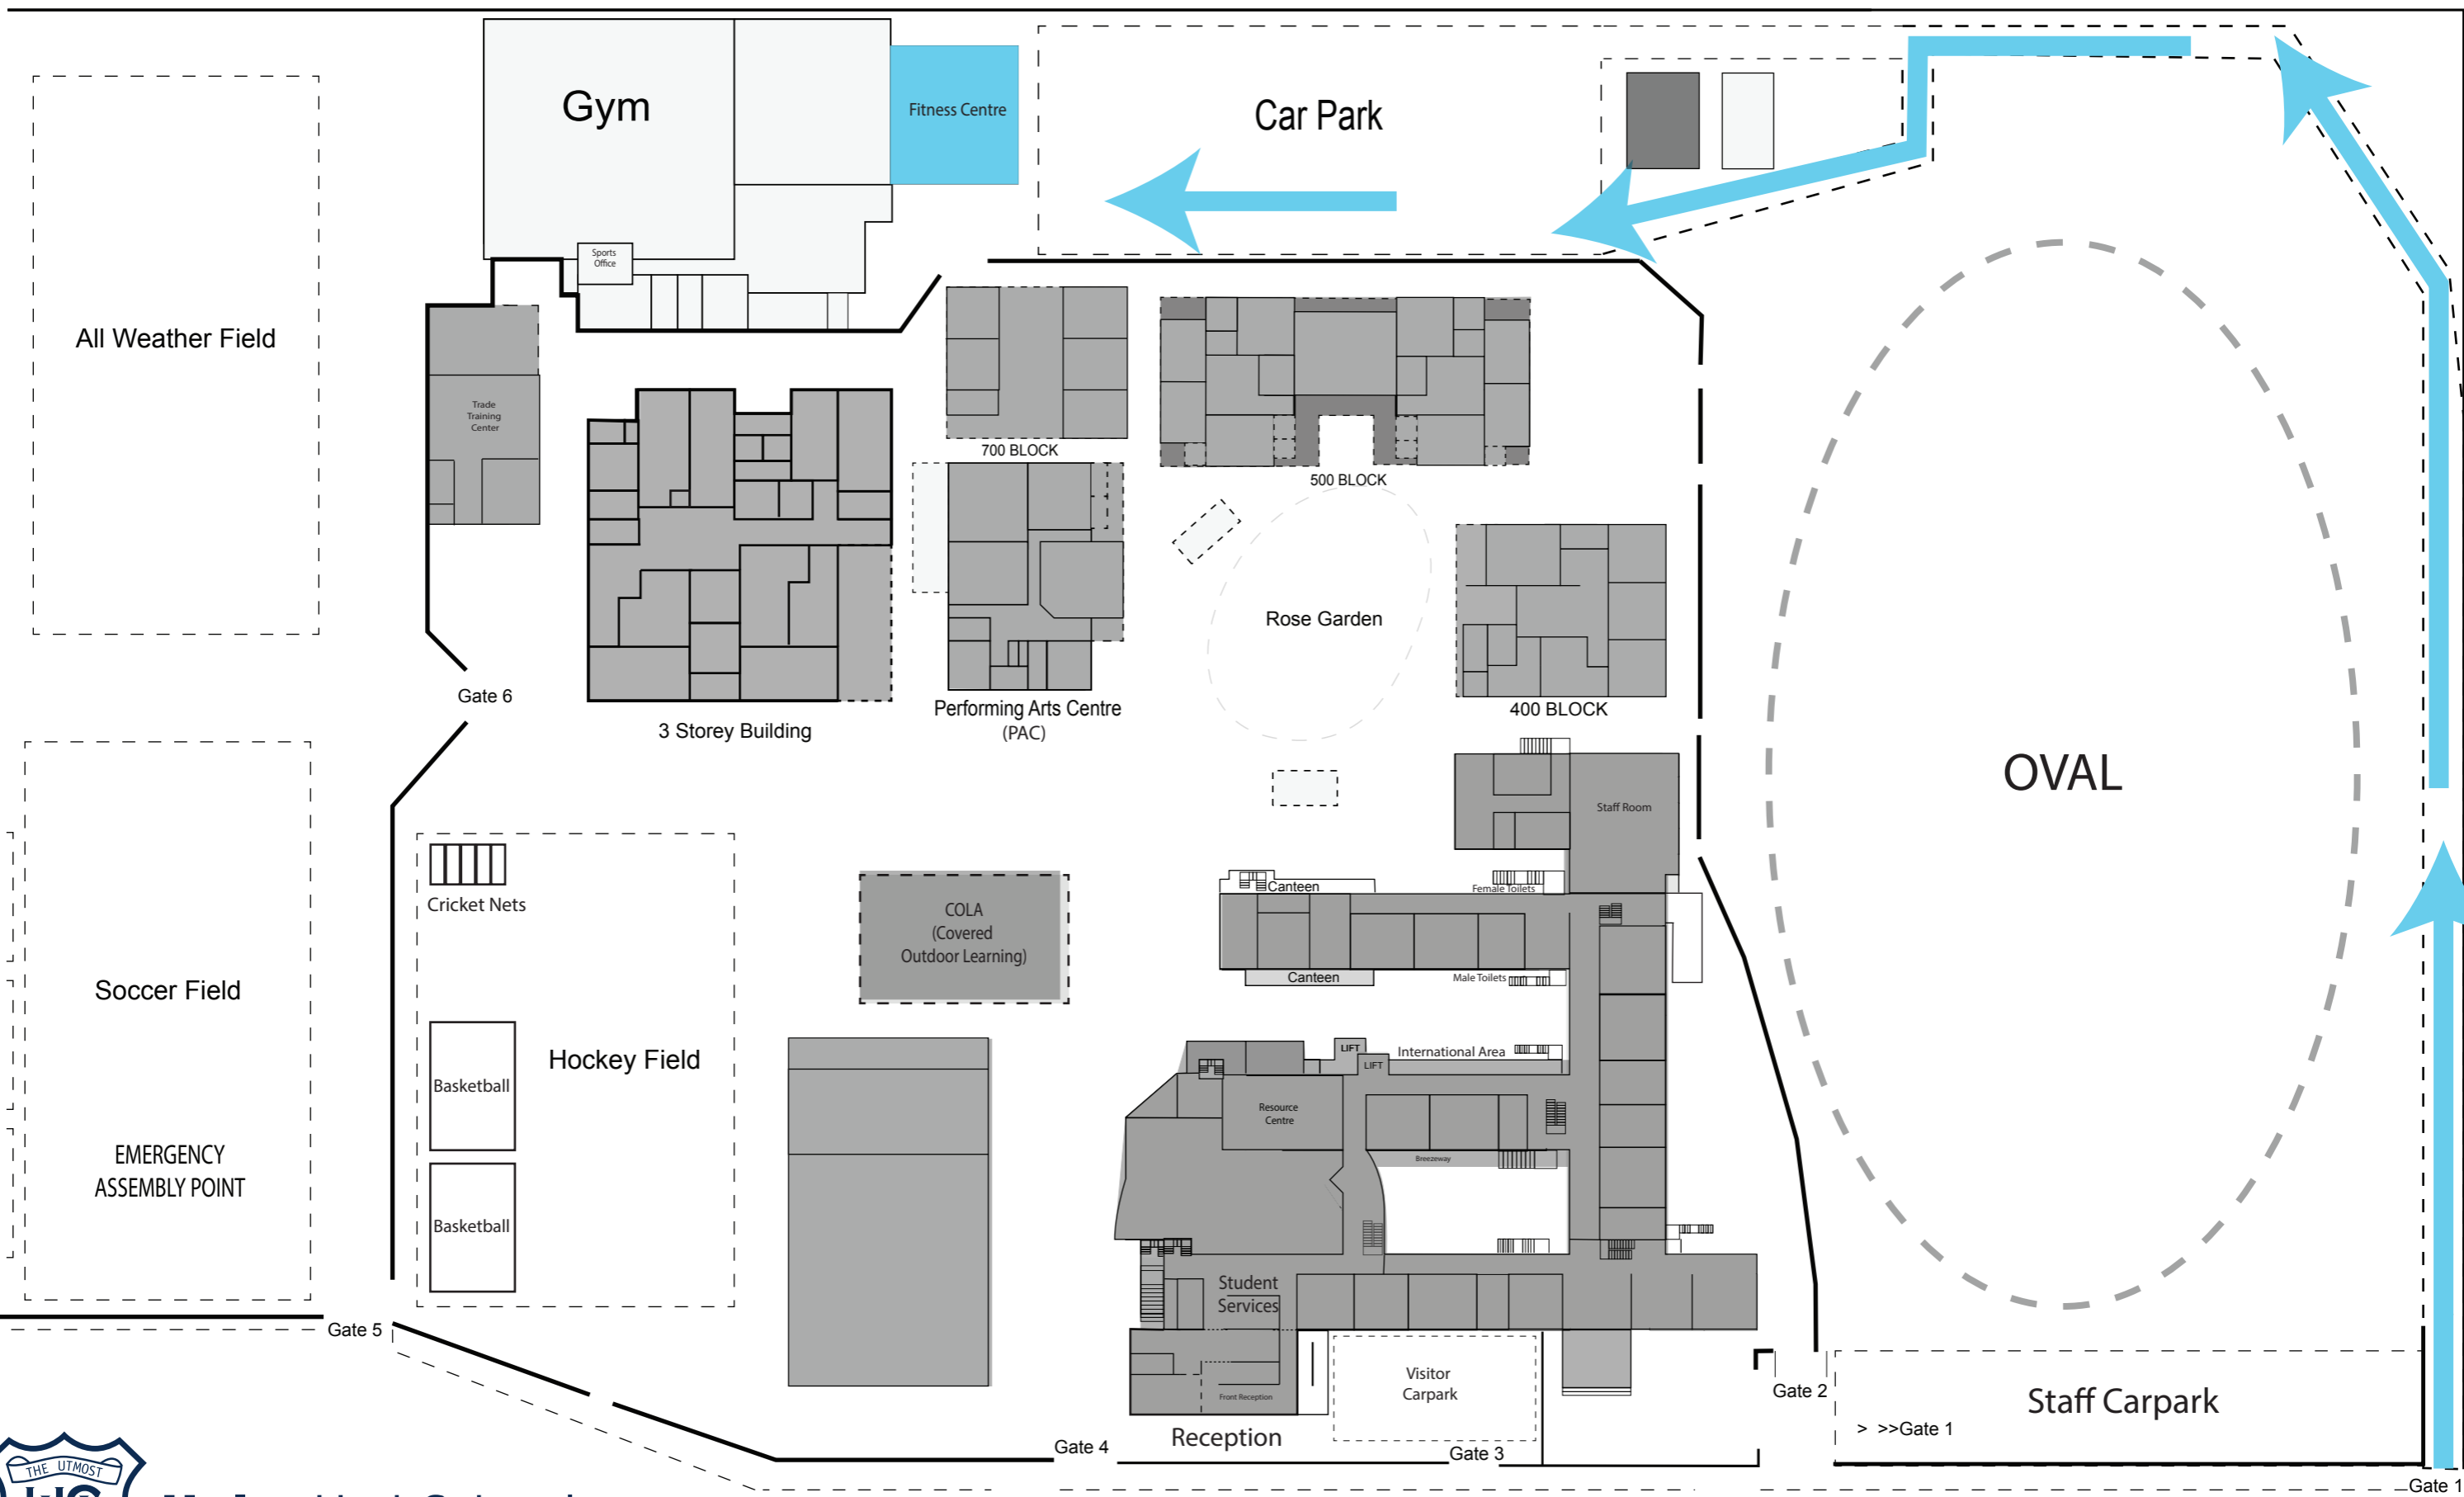 Gym
Fitness Centre
Car Park
Sports
Office
All Weather Field
Trade
Training
Center
700 BLOCK
500 BLOCK
Rose Garden
Gate 6
3 Storey Building
Performing Arts Centre
(PAC)
400 BLOCK
OVAL
Staff Room
Cricket Nets
COLA
(Covered
Outdoor Learning)
Canteen
Female Toilets
Canteen
Male Toilets
Soccer Field
Hockey Field
Basketball
LIFT
LIFT
International Area
Resource
Centre
Breezeway
EMERGENCY
ASSEMBLY POINT
Basketball
Student
Services
Gate 5
Front Reception
Visitor
Carpark
Gate 2
Staff Carpark
> >>Gate 1
Reception
Gate 4
Gate 3
Gate 1
THE UTMOST